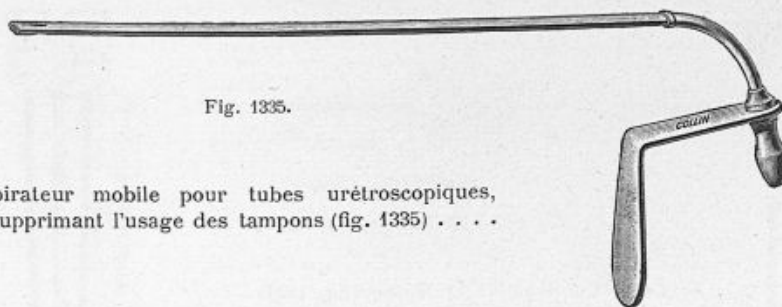 COLLIN
Fig. 1335.
pirateur mobile pour tubes urétroscopiques,
upprimant l'usage des tampons (fig. 1335) . . . .